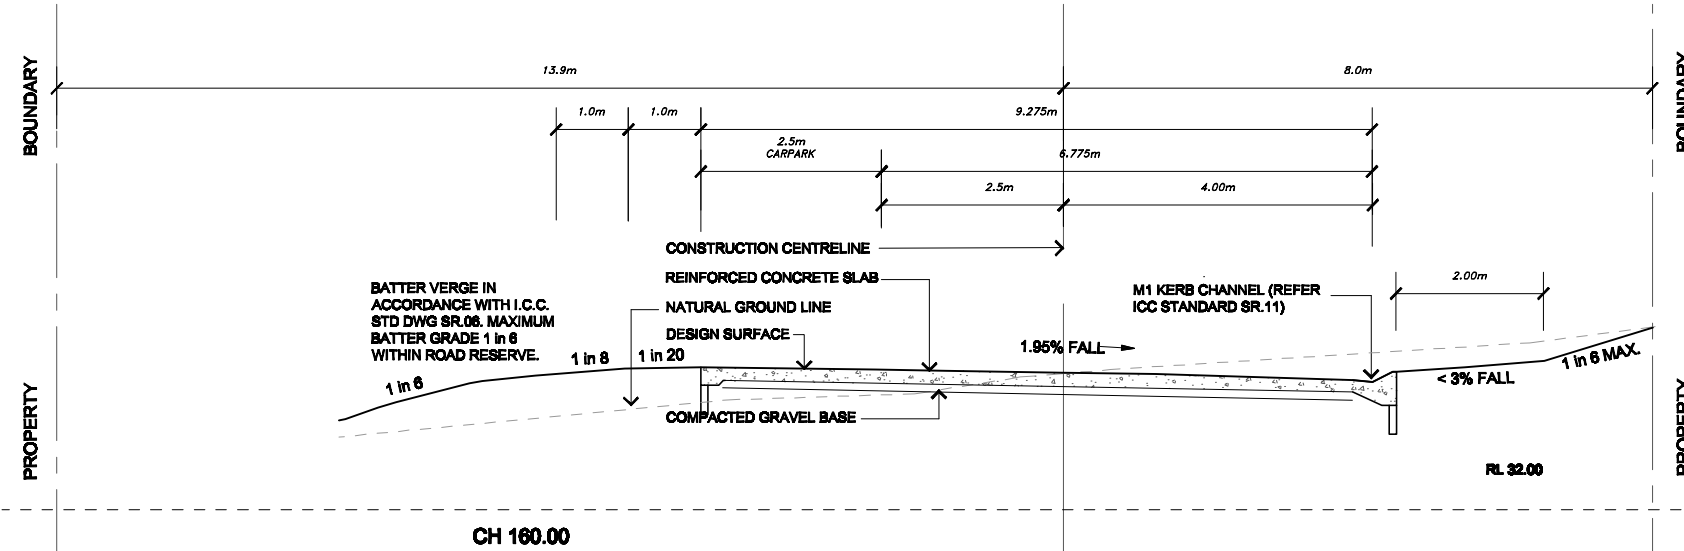 BOUNDARY
BOUNDARY
13.9m
8.0m
1.0m
1.0m
9.275m
2.5m
CARPARK
6.775m
2.5m
4.00m
CONSTRUCTION CENTRELINE
REINFORCED CONCRETE SLAB
NATURAL GROUND LINE
DESIGN SURFACE
BATTER VERGE IN
ACCORDANCE WITH I.C.C.
STD DWG SR.06. MAXIMUM
BATTER GRADE 1 in 6
WITHIN ROAD RESERVE.
M1 KERB CHANNEL (REFER
ICC STANDARD SR.11)
2.00m
1.95% FALL
1 in 6
1 in 8
1 in 20
< 3% FALL
1 in 6 MAX.
COMPACTED GRAVEL BASE
PROPERTY
PROPERTY
RL 32.00
CH 160.00